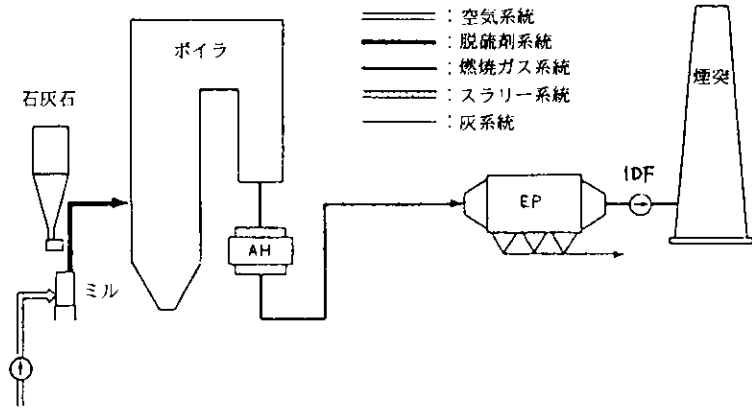 ボイラ
：空気系統
：脱硫剤系統
：燃焼ガス系統
：スラリー系統
：灰系統
煙突
石灰石
ミル
AH
EP
IDF